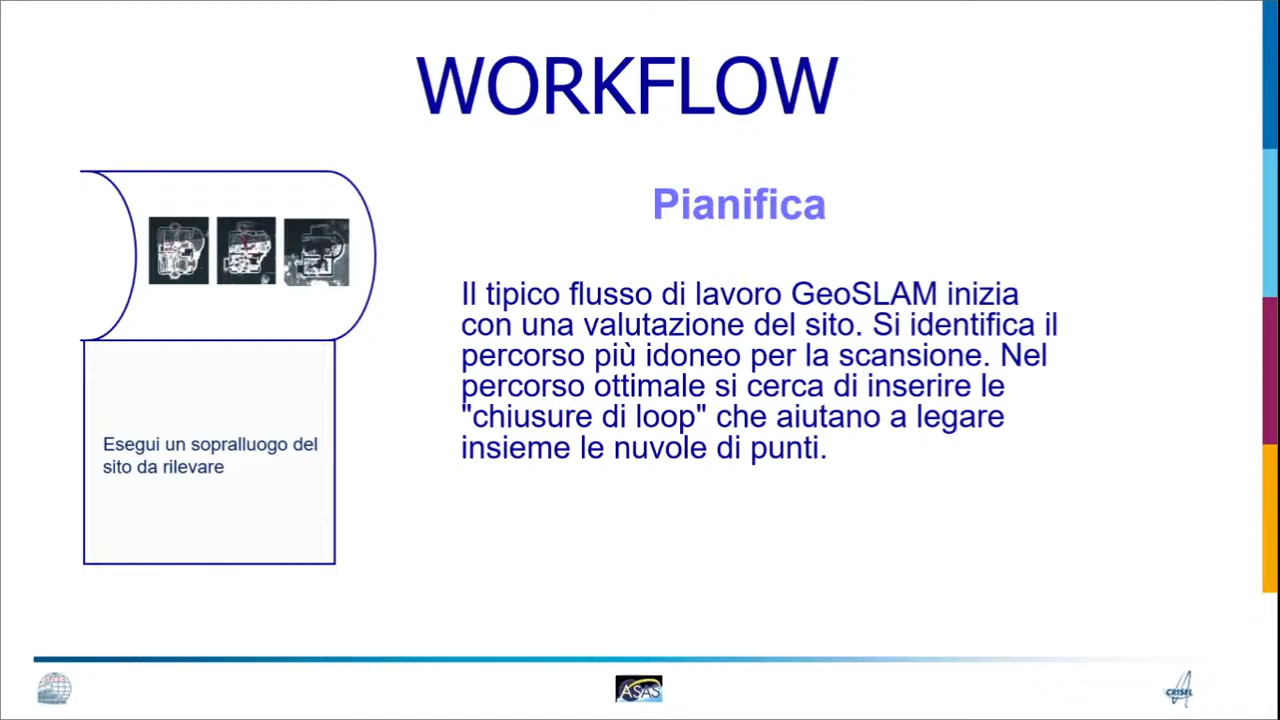 WORKFLOW
Pianifica
Il tipico flusso di lavoro GeoSLAM inizia
con una valutazione del sito. Si identifica il
percorso più idoneo per la scansione. Nel
percorso ottimale si cerca di inserire le
"chiusure di loop" che aiutano a legare
insieme le nuvole di punti.
Esegui un sopralluogo del
sito da rilevare
ASAS
CRISEL